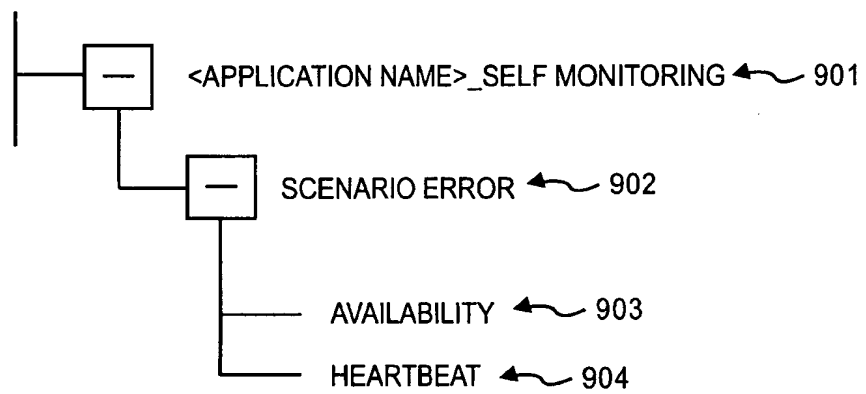 <APPLICATION NAME>_SELF MONITORING 901
SCENARIO ERROR 902
AVAILABILITY 903
HEARTBEAT 904